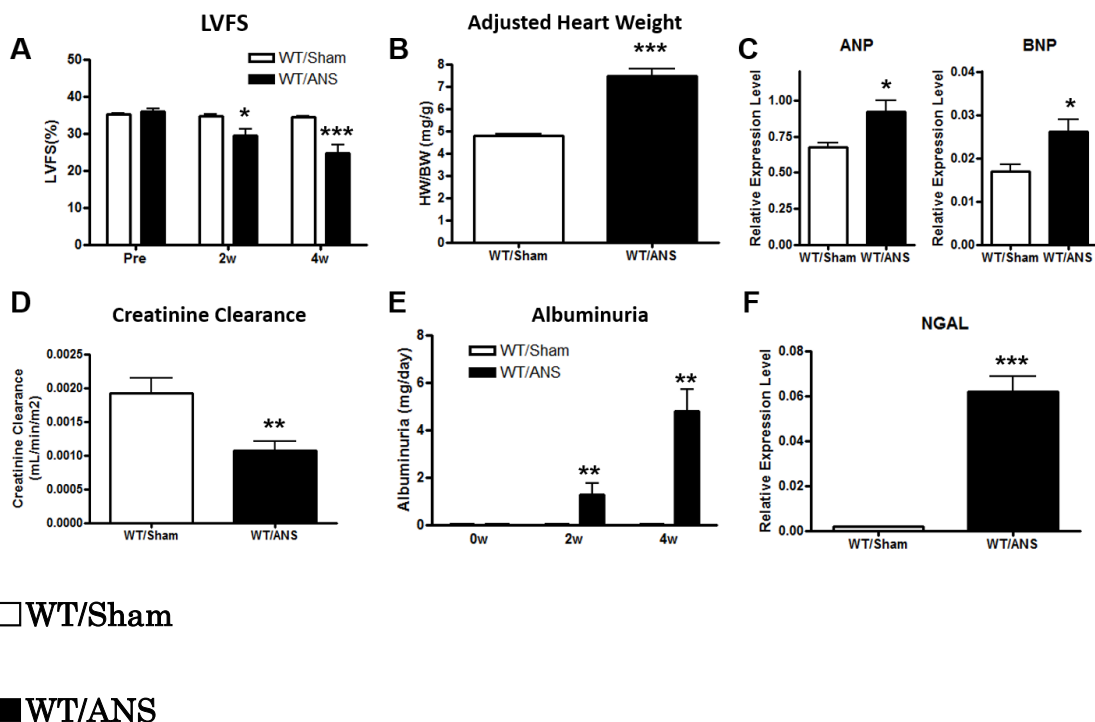 LVFS
Adjusted Heart Weight
A
B
C
ANP
BNP
LVFS(%)
50
40
30
20
10
0
WT/Sham
WT/ANS
*
***
Pre
2w
4w
HW/BW (mg/g)
8
7
6
5
4
3
2
1
0
***
WT/Sham
WT/ANS
Relative Expression Level
1.00
0.75
0.50
0.25
0.00
*
WT/Sham WT/ANS
Relative Expression Level
0.04
0.03
0.02
0.01
0.00
*
WT/Sham WT/ANS
D
Creatinine Clearance
Creatinine Clearance
(mL/min/m2)
0.0025
0.0020
0.0015
0.0010
0.0005
0.0000
**
WT/Sham
WT/ANS
E
Albuminuria
Albuminuria (mg/day)
8
6
4
2
0
WT/Sham
WT/ANS
**
**
0w
2w
4w
F
NGAL
Relative Expression Level
0.08
0.06
0.04
0.02
0.00
***
WT/Sham
WT/ANS
WT/Sham
WT/ANS